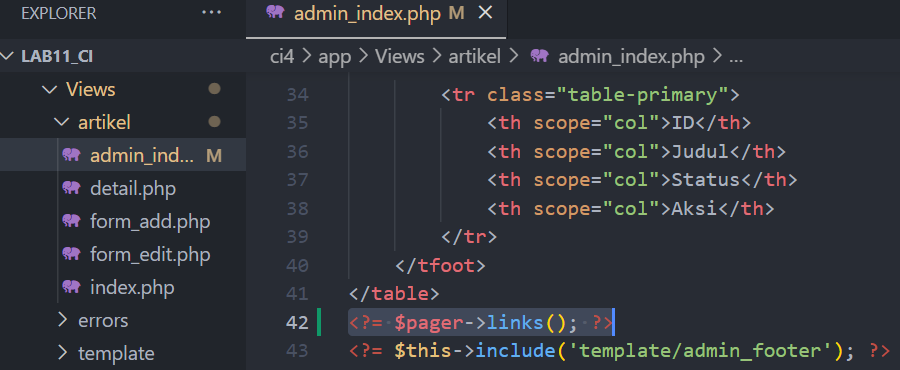 EXPLORER ···
LAB11_CI
Views
artikel
admin_ind... M
detail.php
form_add.php
form_edit.php
index.php
errors
template
admin_index.php M ×
ci4 > app > Views > artikel > admin_index.php > ...
34 <tr class="table-primary">
35 <th scope="col">ID</th>
36 <th scope="col">Judul</th>
37 <th scope="col">Status</th>
38 <th scope="col">Aksi</th>
39 </tr>
40 </tfoot>
41 </table>
42 <?= $pager->links(); ?>
43 <?= $this->include('template/admin_footer'); ?>